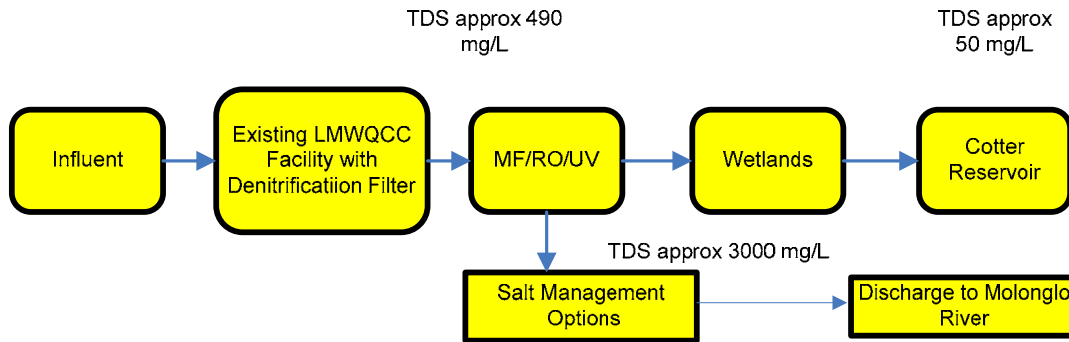 TDS approx 490
mg/L
TDS approx
50 mg/L
Influent
Existing LMWQCC
Facility with
Denitrificatiion Filter
MF/RO/UV
Wetlands
Cotter
Reservoir
TDS approx 3000 mg/L
Salt Management
Options
Discharge to Molonglo
River